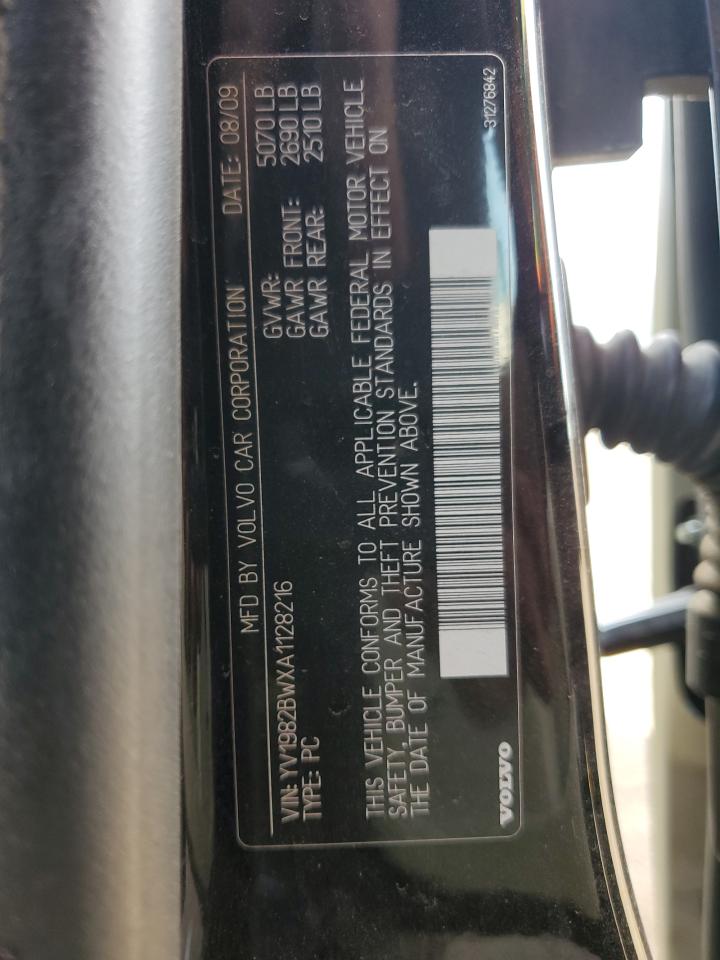 MFD BY VOLVO CAR CORPORATION DATE: 08/09
VIN: YV1982BWXA1128216 GVWR: 5070 LB
TYPE: PC GAWR FRONT: 2690 LB
GAWR REAR: 2510 LB
THIS VEHICLE CONFORMS TO ALL APPLICABLE FEDERAL MOTOR VEHICLE
SAFETY, BUMPER AND THEFT PREVENTION STANDARDS IN EFFECT ON
THE DATE OF MANUFACTURE SHOWN ABOVE.
VOLVO 31276842